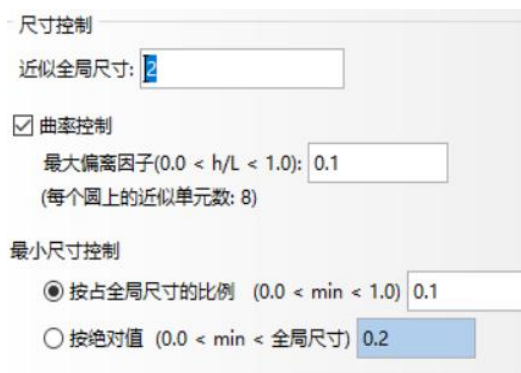 尺寸控制
近似全局尺寸: 2
曲率控制
最大偏离因子(0.0 < h/L < 1.0): 0.1
(每个圆上的近似单元数: 8)
最小尺寸控制
按占全局尺寸的比例 (0.0 < min < 1.0) 0.1
按绝对值 (0.0 < min < 全局尺寸) 0.2